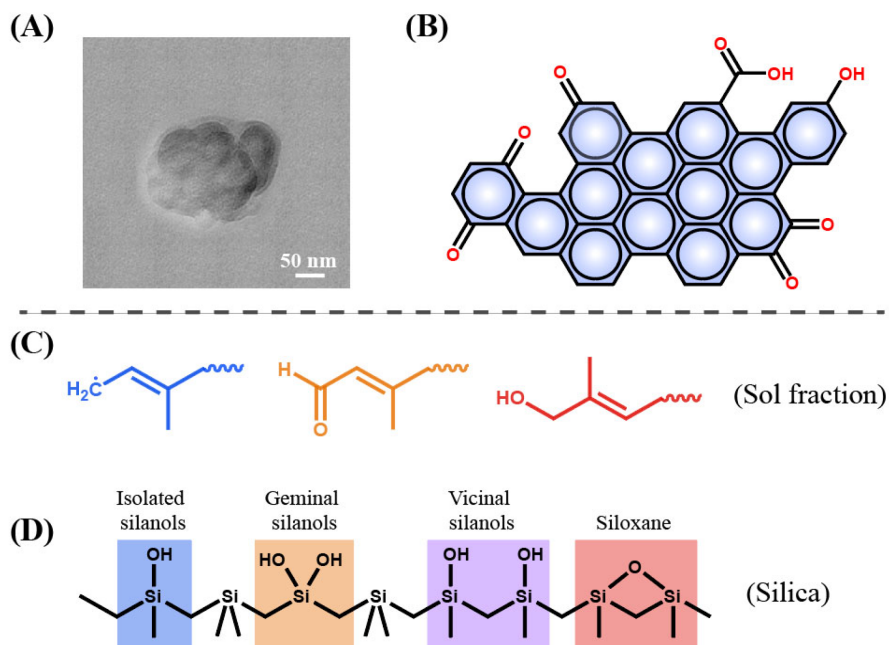 (A)
50 nm
(B)
O
O
O
OH
OH
O
O
O
(C)
H₂Ċ
H
O
HO
(Sol fraction)
(D)
Isolated
silanols
Geminal
silanols
Vicinal
silanols
Siloxane
OH
HO
OH
OH
OH
O
Si
Si
Si
Si
Si
Si
Si
Si
(Silica)